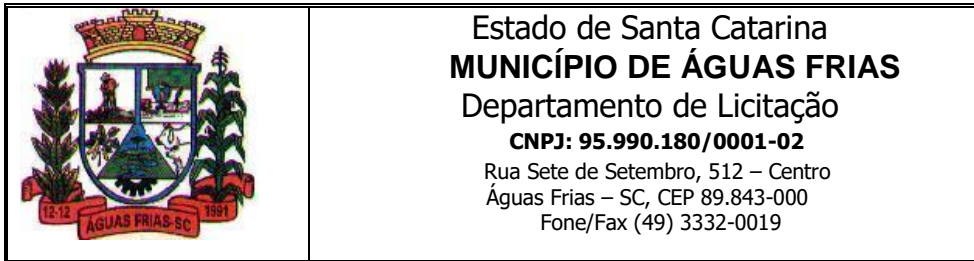 12-12
ÁGUAS FRIAS-SC
1991
Estado de Santa Catarina
MUNICÍPIO DE ÁGUAS FRIAS
Departamento de Licitação
CNPJ: 95.990.180/0001-02
Rua Sete de Setembro, 512 – Centro
Águas Frias – SC, CEP 89.843-000
Fone/Fax (49) 3332-0019